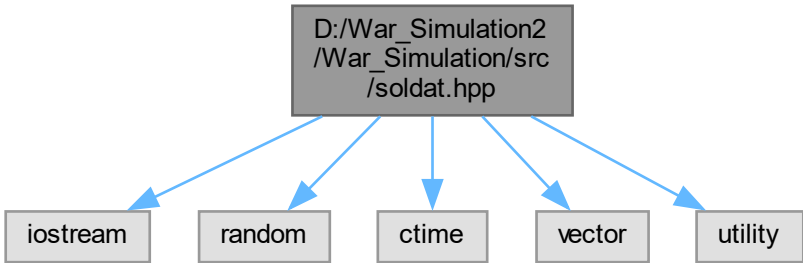 D:/War_Simulation2
/War_Simulation/src
/soldat.hpp
iostream
random
ctime
vector
utility